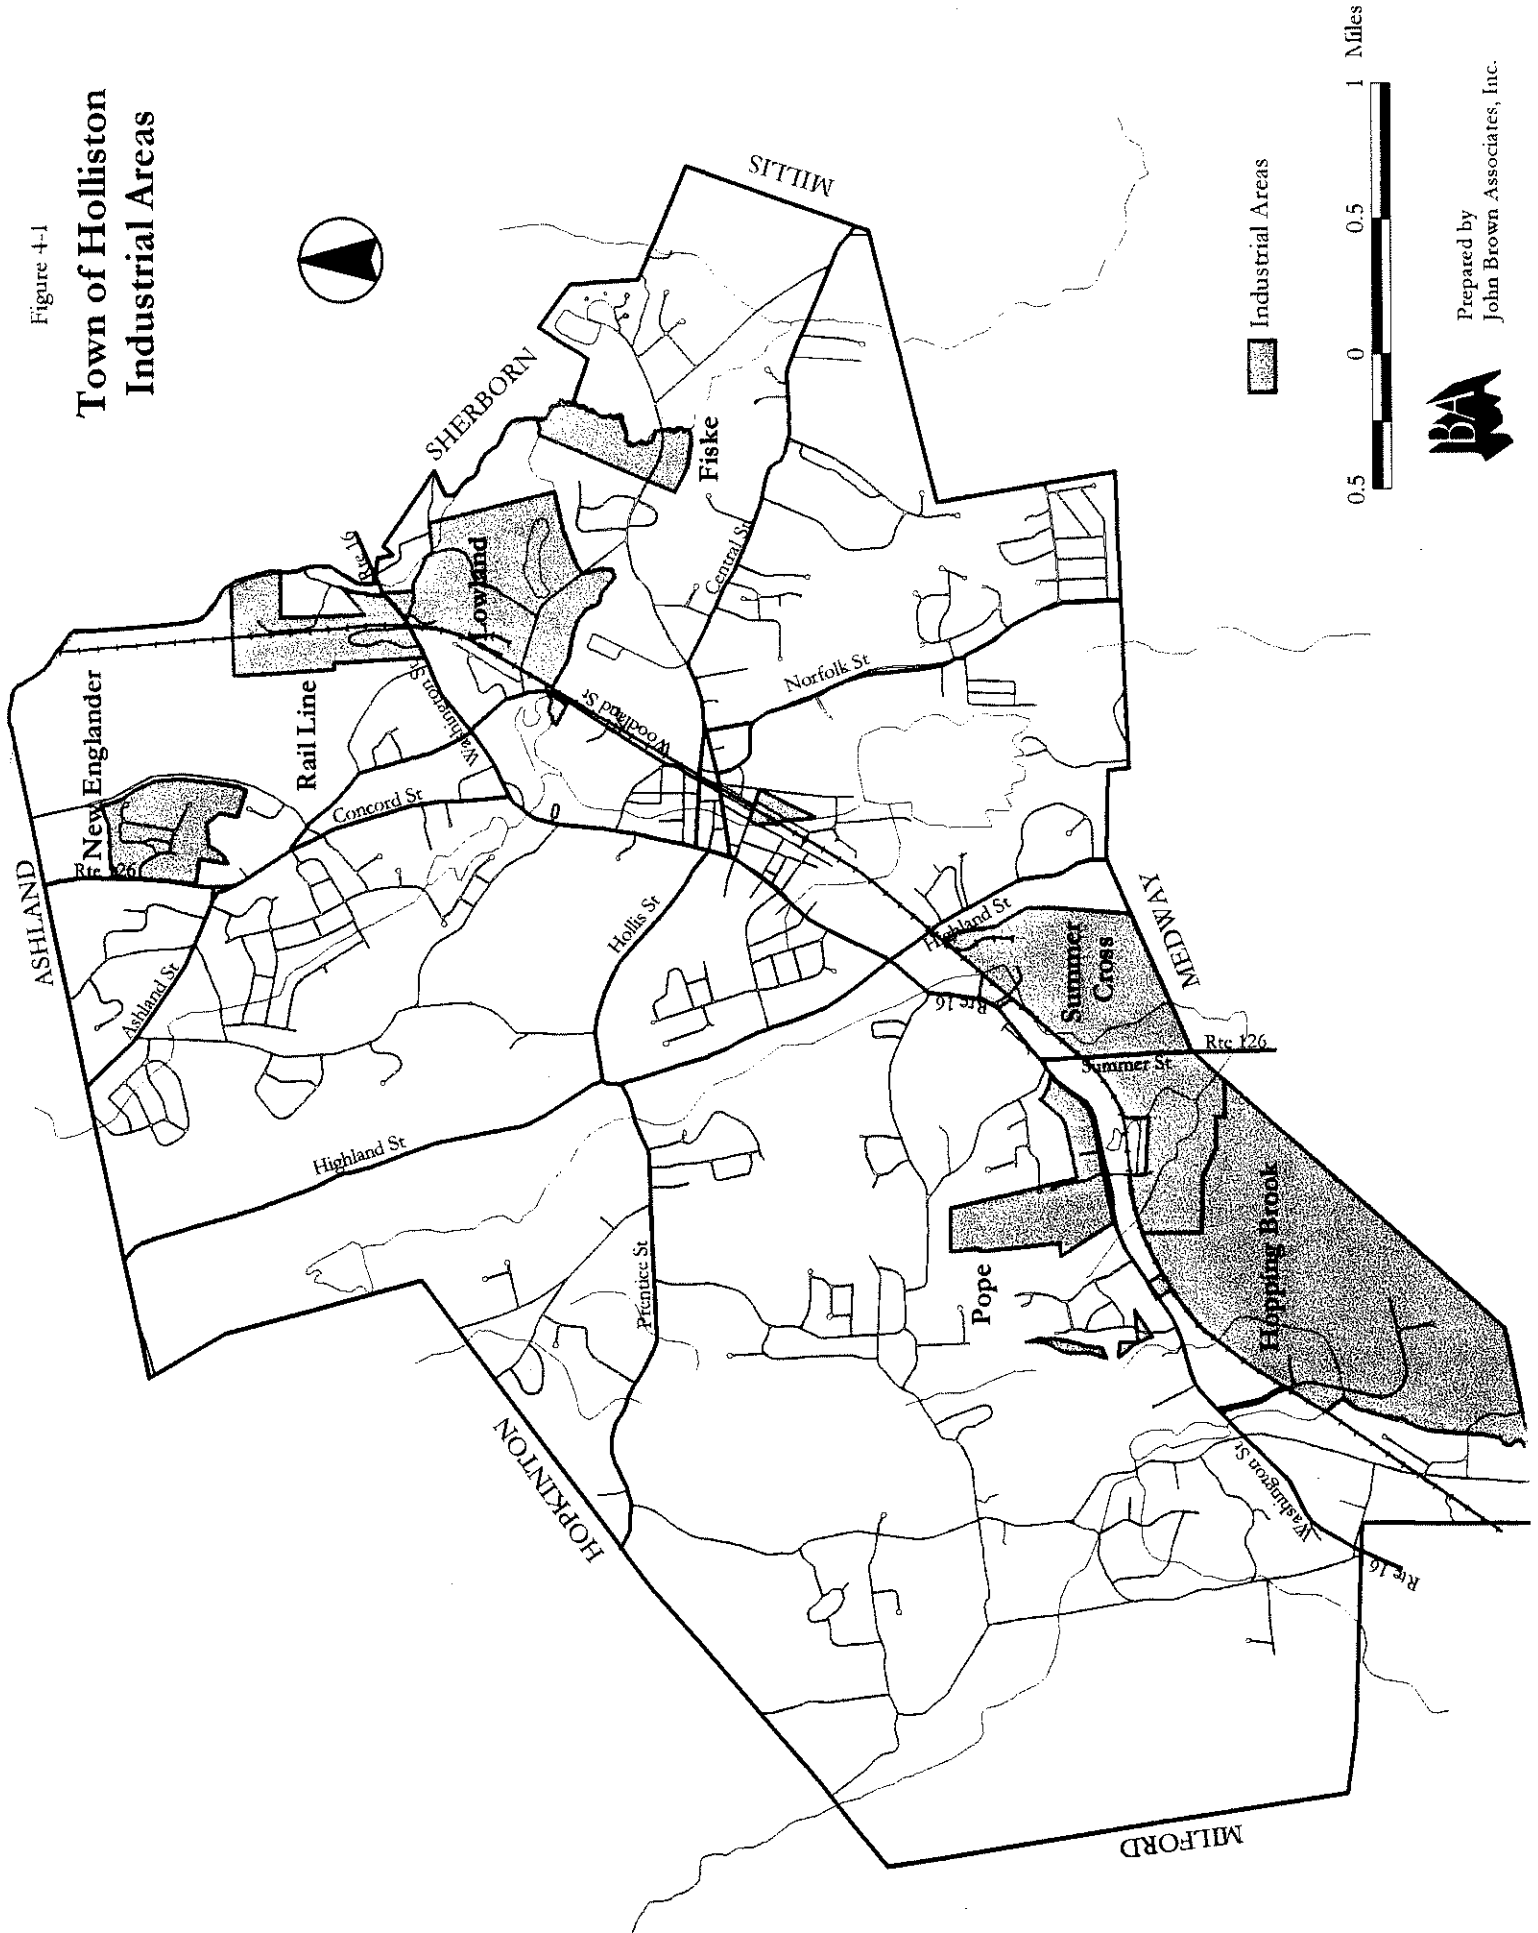 Figure 4-1
Town of Holliston
Industrial Areas
ASHLAND
New Englander
Rte 126
Rail Line
Rte 16
SHERBORN
Lowland
Fiske
MILLIS
Washington St
Concord St
Ashland St
Woodland St
Central St
Norfolk St
Hollis St
Highland St
Highland St
Prentice St
HOPKINTON
Rte 16
Summer
Cross
MEDWAY
Rte 126
Summer St
Pope
Hopping Brook
Washington St
Rte 16
MILFORD
Industrial Areas
0.5 0 0.5 1 Miles
JBA
Prepared by
John Brown Associates, Inc.